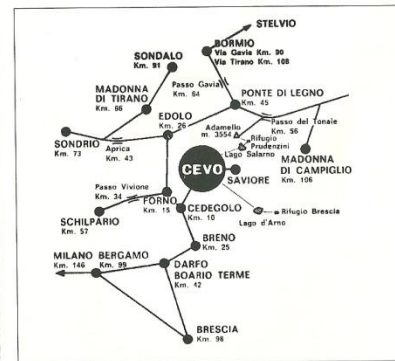 STELVIO
BORMIO
Via Gavia Km. 90
Via Tirano Km. 108
SONDALO
Km. 91
Passo Gavia
Km. 64
MADONNA
DI TIRANO
Km. 86
PONTE DI LEGNO
Km. 45
EDOLO
Km. 26
Passo del Tonale
Km. 56
Adamello
m. 3554
Rifugio
Prudenzini
Lago Salarno
SONDRIO
Km. 73
Aprica
Km. 43
MADONNA
DI CAMPIGLIO
Km. 106
CEVO
SAVIORE
Passo Vivione
Km. 34
FORNO
Km. 15
CEDEGOLO
Km. 10
SCHILPARIO
Km. 57
Rifugio Brescia
Lago d'Arno
BRENO
Km. 25
MILANO BERGAMO
Km. 146 Km. 99
DARFO
BOARIO TERME
Km. 42
BRESCIA
Km. 98